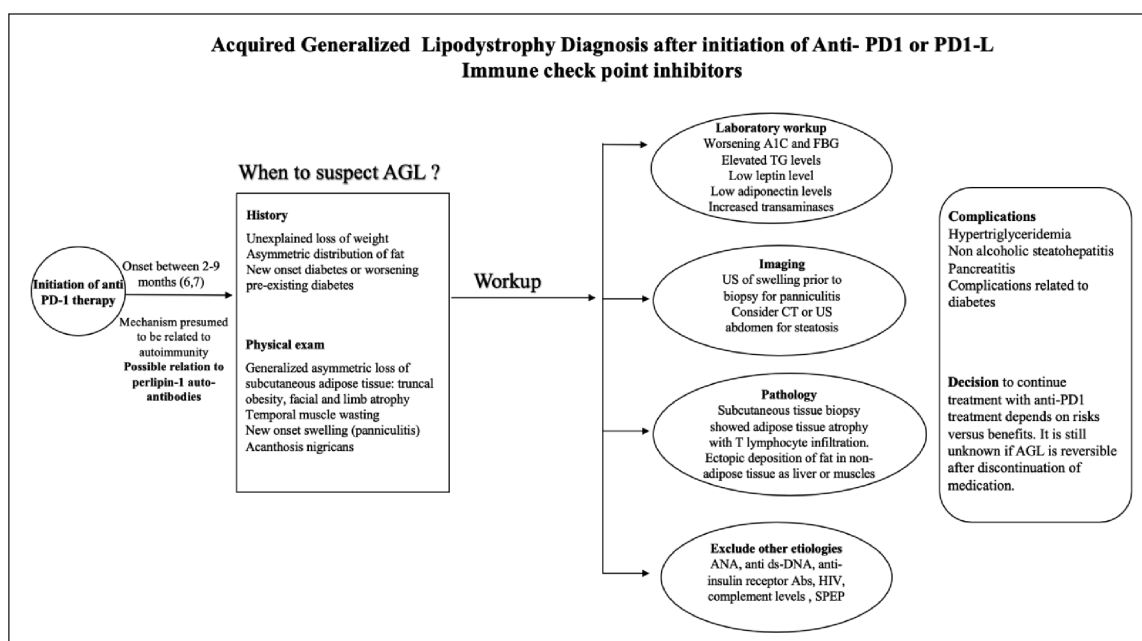 Acquired Generalized Lipodystrophy Diagnosis after initiation of Anti- PD1 or PD1-L
Immune check point inhibitors
Initiation of anti
PD-1 therapy
Onset between 2-9
months (6,7)
Mechanism presumed
to be related to
autoimmunity
Possible relation to
perlipin-1 auto-
antibodies
When to suspect AGL ?
History
Unexplained loss of weight
Asymmetric distribution of fat
New onset diabetes or worsening
pre-existing diabetes
Physical exam
Generalized asymmetric loss of
subcutaneous adipose tissue: truncal
obesity, facial and limb atrophy
Temporal muscle wasting
New onset swelling (panniculitis)
Acanthosis nigricans
Workup
Laboratory workup
Worsening A1C and FBG
Elevated TG levels
Low leptin level
Low adiponectin levels
Increased transaminases
Imaging
US of swelling prior to
biopsy for panniculitis
Consider CT or US
abdomen for steatosis
Pathology
Subcutaneous tissue biopsy
showed adipose tissue atrophy
with T lymphocyte infiltration.
Ectopic deposition of fat in non-
adipose tissue as liver or muscles
Exclude other etiologies
ANA, anti ds-DNA, anti-
insulin receptor Abs, HIV,
complement levels , SPEP
Complications
Hypertriglyceridemia
Non alcoholic steatohepatitis
Pancreatitis
Complications related to
diabetes
Decision to continue
treatment with anti-PD1
treatment depends on risks
versus benefits. It is still
unknown if AGL is reversible
after discontinuation of
medication.